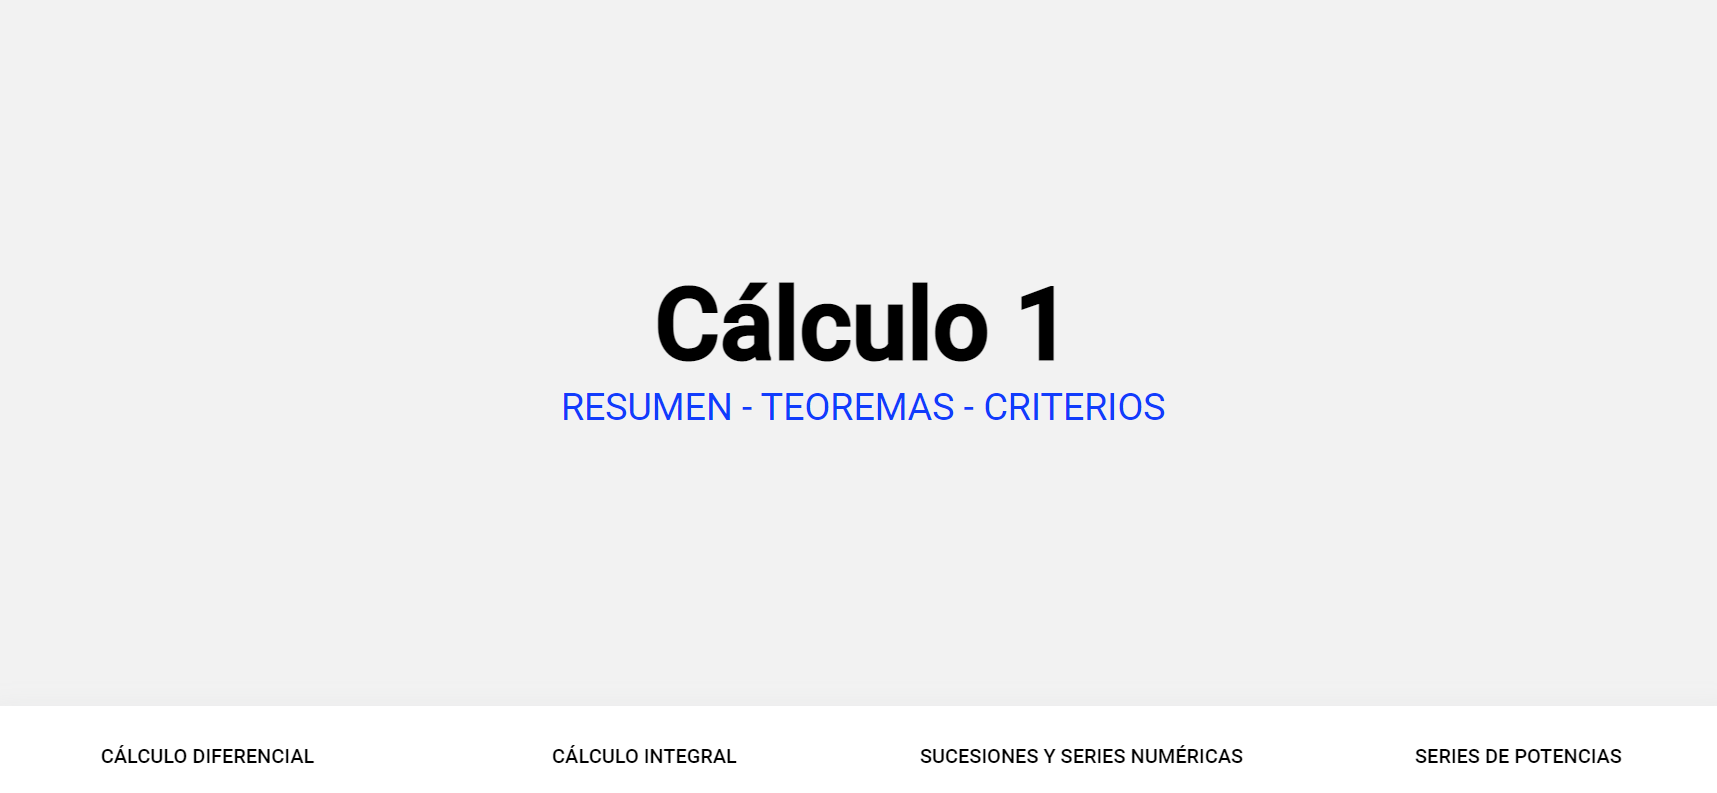 Cálculo 1
RESUMEN - TEOREMAS - CRITERIOS
CÁLCULO DIFERENCIAL
CÁLCULO INTEGRAL
SUCESIONES Y SERIES NUMÉRICAS
SERIES DE POTENCIAS